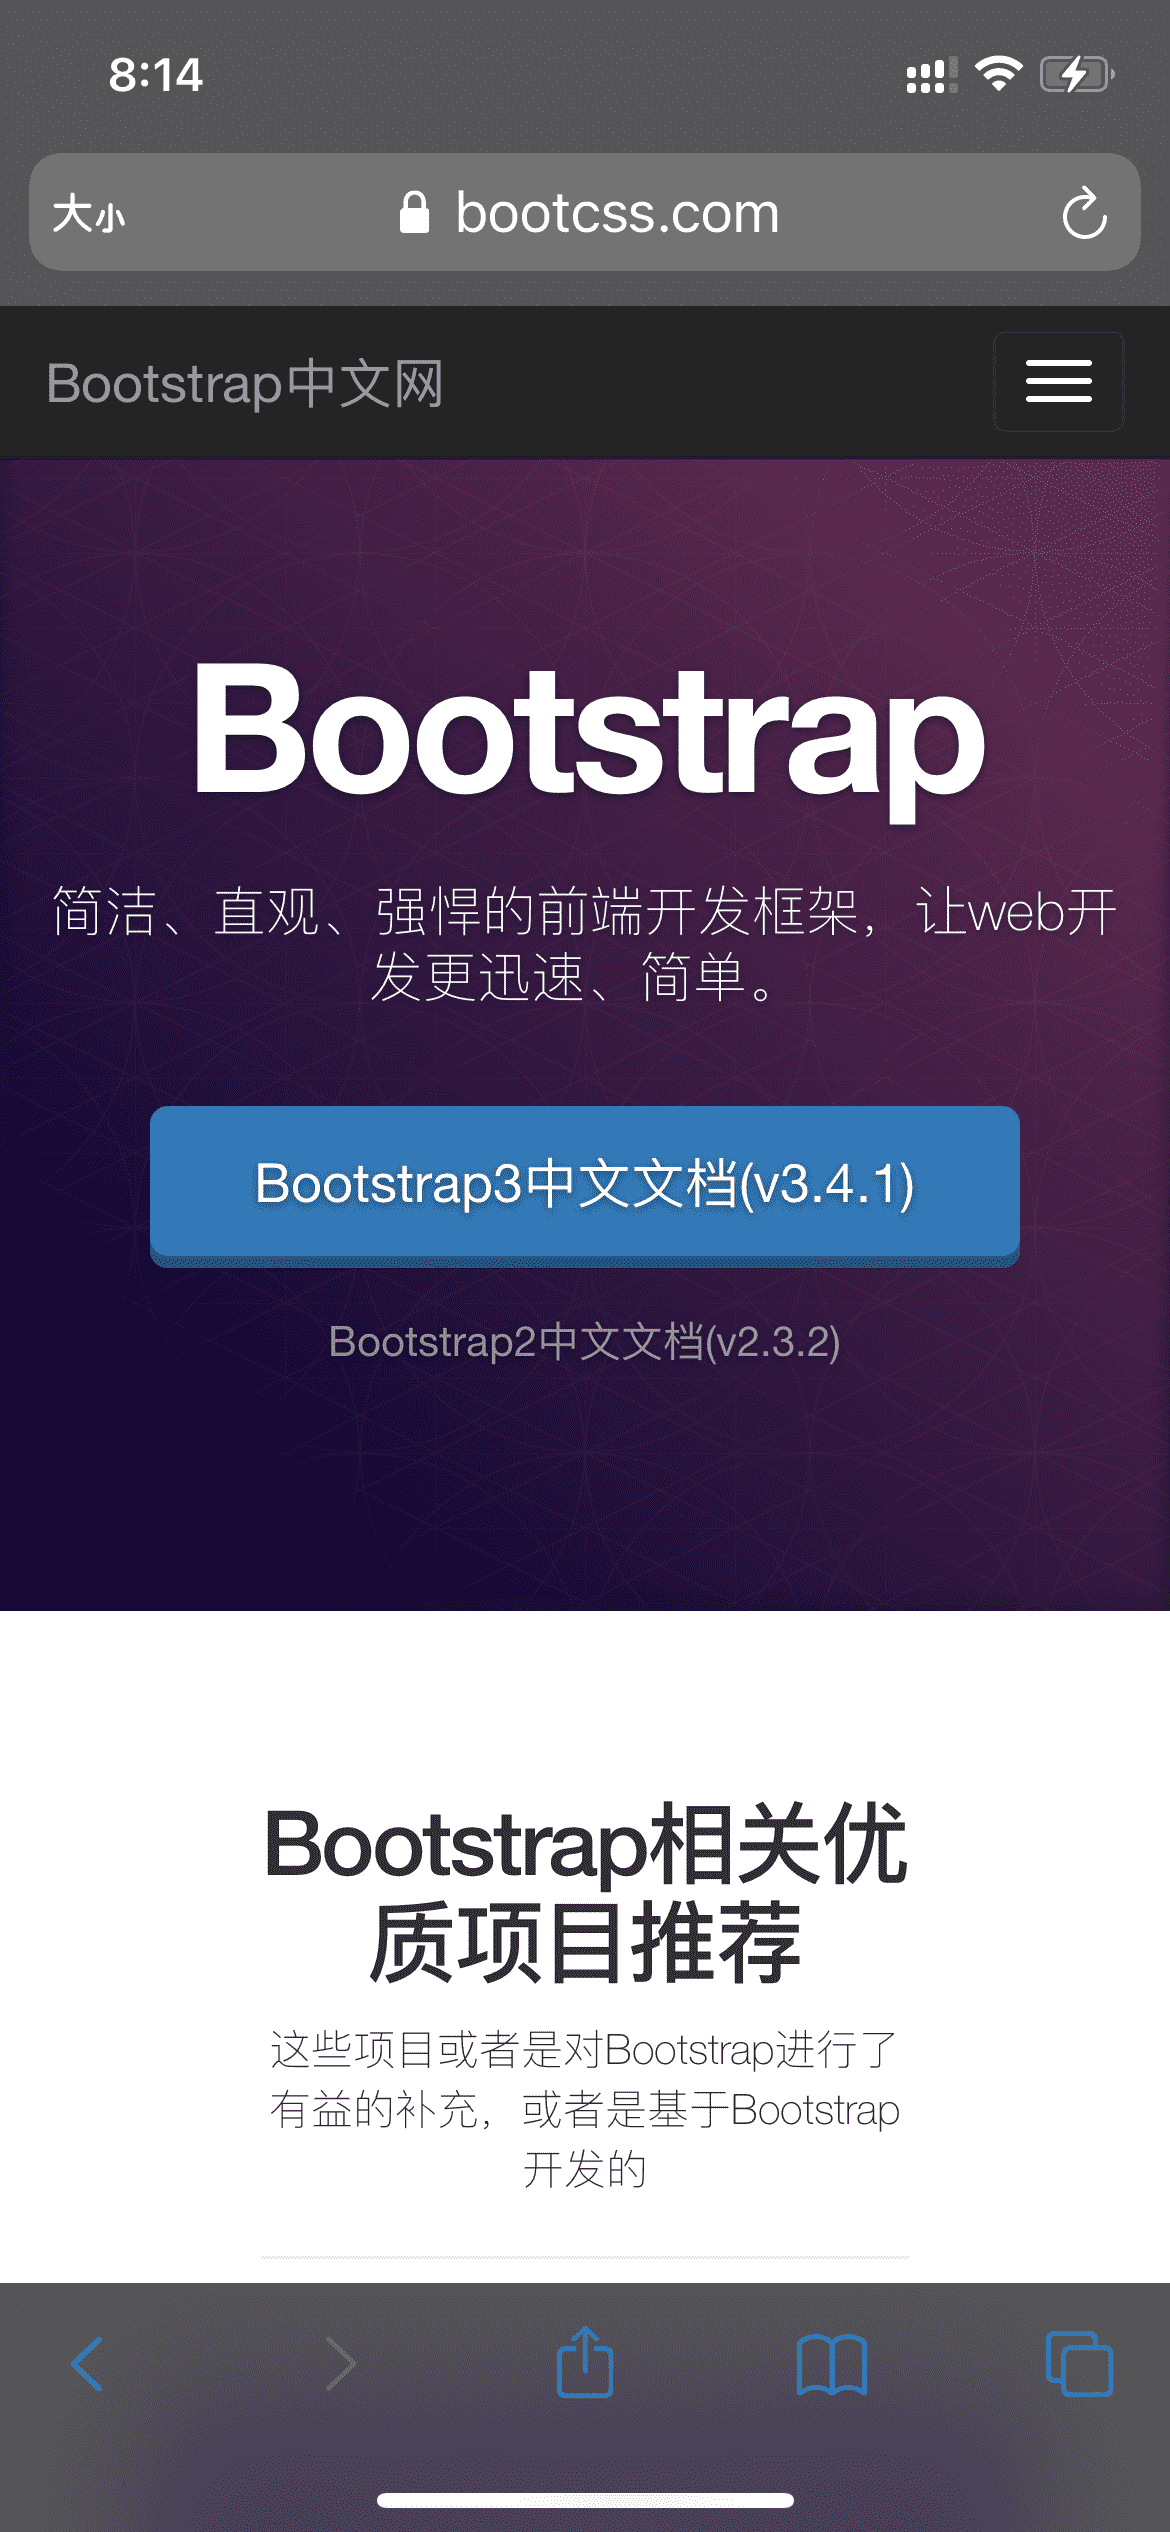 8:14
大小
bootcss.com
Bootstrap中文网
Bootstrap
简洁、直观、强悍的前端开发框架，让web开
发更迅速、简单。
Bootstrap3中文文档(v3.4.1)
Bootstrap2中文文档(v2.3.2)
Bootstrap相关优
质项目推荐
这些项目或者是对Bootstrap进行了
有益的补充，或者是基于Bootstrap
开发的